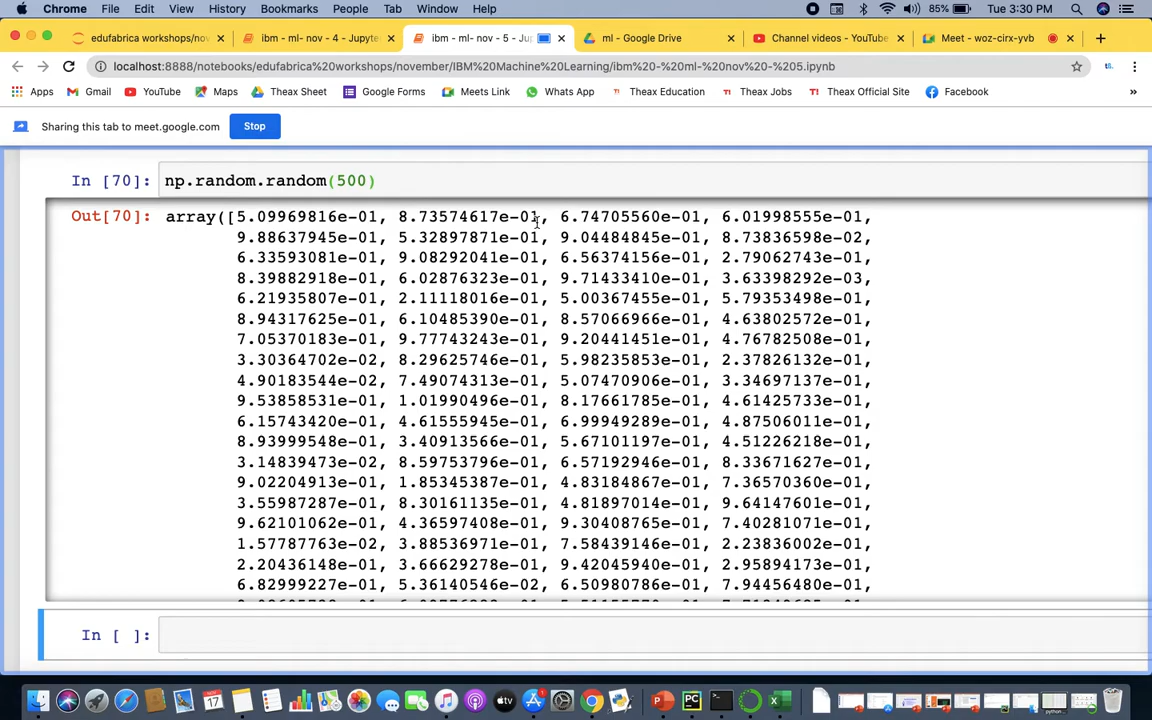 Chrome File Edit View History Bookmarks People Tab Window Help 85% Tue 3:30 PM
edufabrica workshops/nov × ibm - ml- nov - 4 - Jupyte × ibm - ml- nov - 5 - Ju × ml - Google Drive × Channel videos - YouTube × Meet - woz-cirx-yvb × +
localhost:8888/notebooks/edufabrica%20workshops/november/IBM%20Machine%20Learning/ibm%20-%20ml-%20nov%20-%205.ipynb
Apps Gmail YouTube Maps Theax Sheet Google Forms Meets Link Whats App Theax Education Theax Jobs Theax Official Site Facebook »
Sharing this tab to meet.google.com Stop
In [70]: np.random.random(500)
Out[70]: array([5.09969816e-01, 8.73574617e-01, 6.74705560e-01, 6.01998555e-01,
9.88637945e-01, 5.32897871e-01, 9.04484845e-01, 8.73836598e-02,
6.33593081e-01, 9.08292041e-01, 6.56374156e-01, 2.79062743e-01,
8.39882918e-01, 6.02876323e-01, 9.71433410e-01, 3.63398292e-03,
6.21935807e-01, 2.11118016e-01, 5.00367455e-01, 5.79353498e-01,
8.94317625e-01, 6.10485390e-01, 8.57066966e-01, 4.63802572e-01,
7.05370183e-01, 9.77743243e-01, 9.20441451e-01, 4.76782508e-01,
3.30364702e-02, 8.29625746e-01, 5.98235853e-01, 2.37826132e-01,
4.90183544e-02, 7.49074313e-01, 5.07470906e-01, 3.34697137e-01,
9.53858531e-01, 1.01990496e-01, 8.17661785e-01, 4.61425733e-01,
6.15743420e-01, 4.61555945e-01, 6.99949289e-01, 4.87506011e-01,
8.93999548e-01, 3.40913566e-01, 5.67101197e-01, 4.51226218e-01,
3.14839473e-02, 8.59753796e-01, 6.57192946e-01, 8.33671627e-01,
9.02204913e-01, 1.85345387e-01, 4.83184867e-01, 7.36570360e-01,
3.55987287e-01, 8.30161135e-01, 4.81897014e-01, 9.64147601e-01,
9.62101062e-01, 4.36597408e-01, 9.30408765e-01, 7.40281071e-01,
1.57787763e-02, 3.88536971e-01, 7.58439146e-01, 2.23836002e-01,
2.20436148e-01, 3.66629278e-01, 9.42045940e-01, 2.95894173e-01,
6.82999227e-01, 5.36140546e-02, 6.50980786e-01, 7.94456480e-01,
In [ ]: